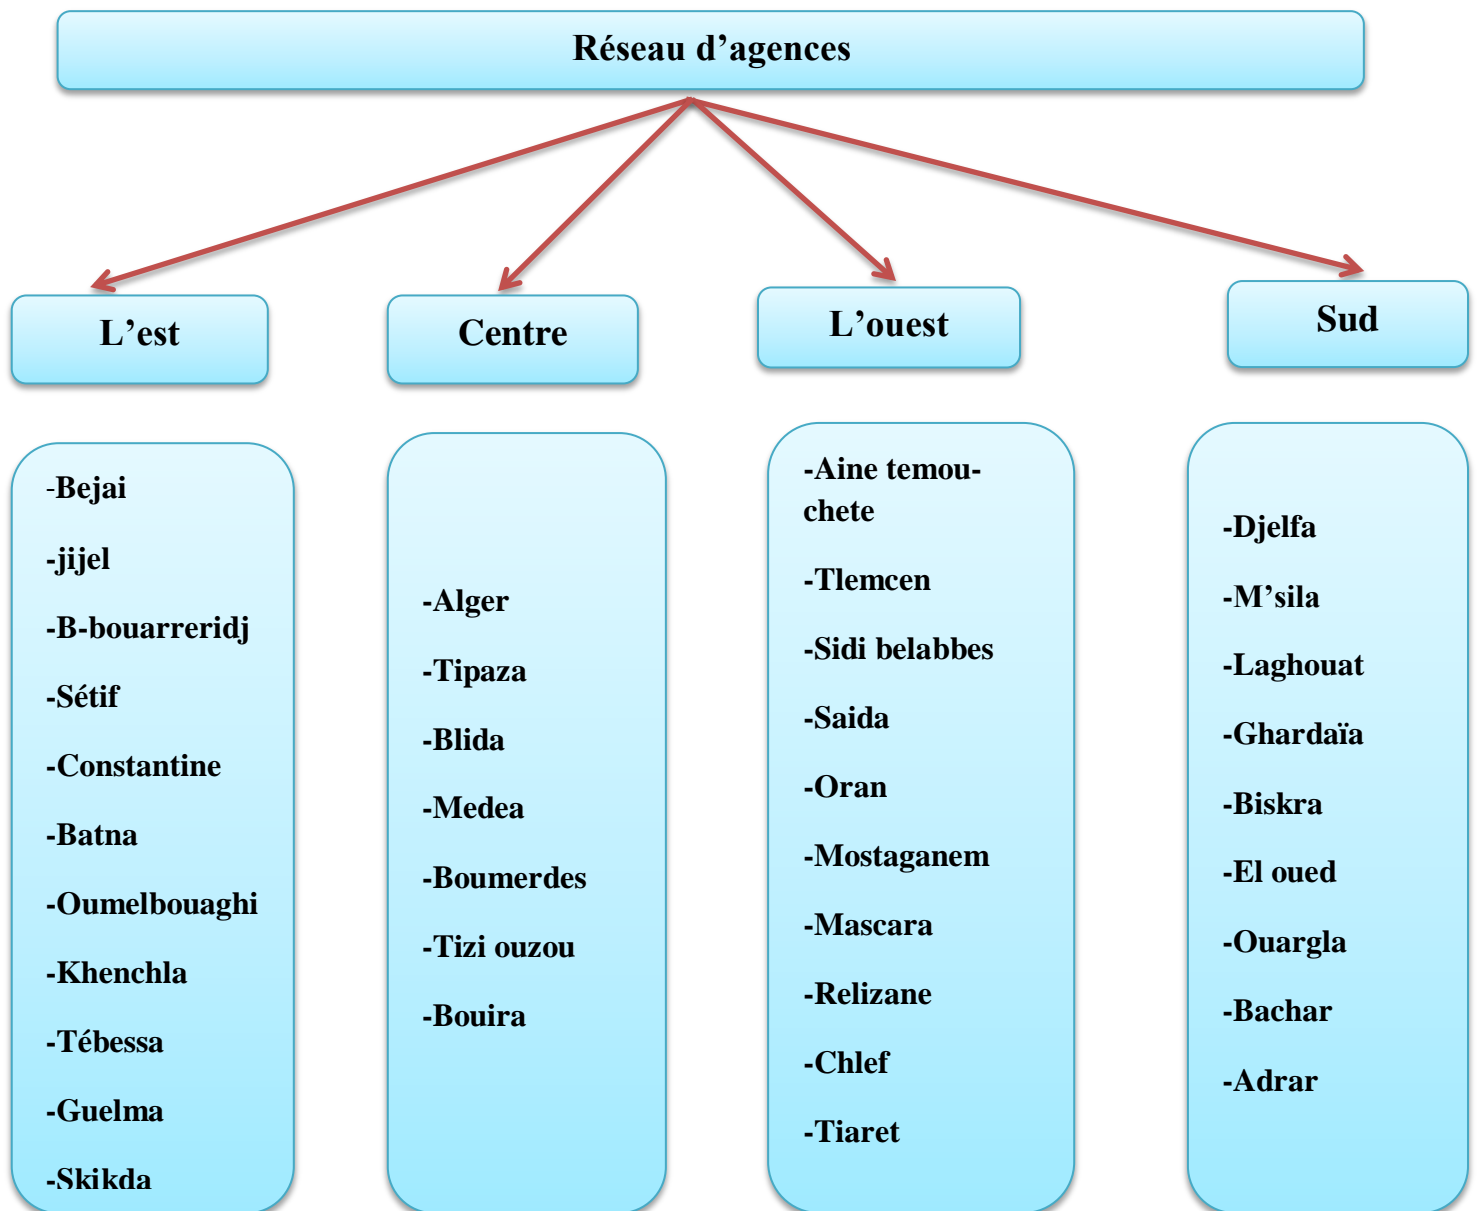 Réseau d’agences
L’est
Centre
L’ouest
Sud
-Bejai
-jijel
-B-bouarreridj
-Sétif
-Constantine
-Batna
-Oumelbouaghi
-Khenchla
-Tébessa
-Guelma
-Skikda
-Alger
-Tipaza
-Blida
-Medea
-Boumerdes
-Tizi ouzou
-Bouira
-Aine temou-
chete
-Tlemcen
-Sidi belabbes
-Saida
-Oran
-Mostaganem
-Mascara
-Relizane
-Chlef
-Tiaret
-Djelfa
-M’sila
-Laghouat
-Ghardaïa
-Biskra
-El oued
-Ouargla
-Bachar
-Adrar